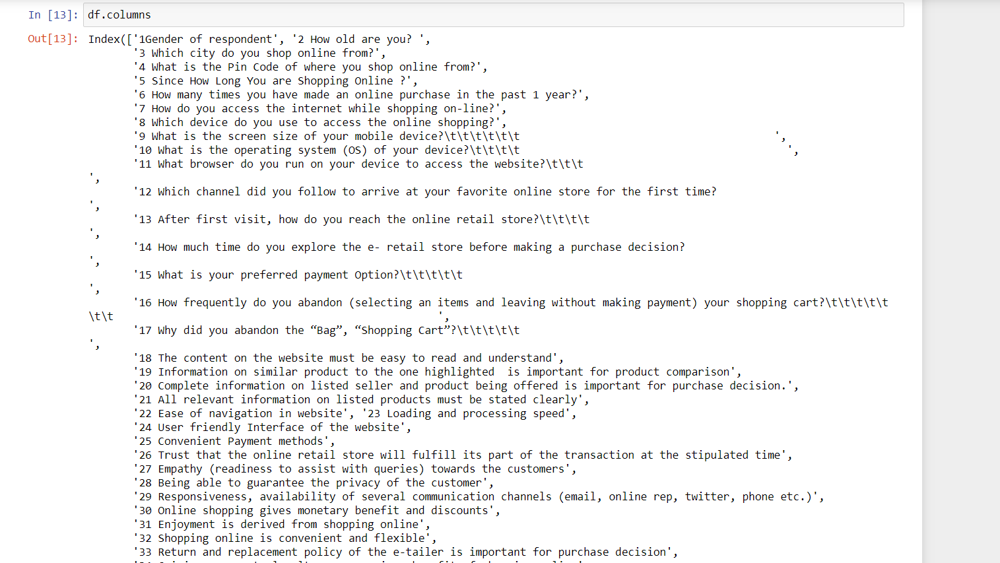 In [13]: df.columns
Out[13]: Index(['1Gender of respondent', '2 How old are you? ',
'3 Which city do you shop online from?',
'4 What is the Pin Code of where you shop online from?',
'5 Since How Long You are Shopping Online ?',
'6 How many times you have made an online purchase in the past 1 year?',
'7 How do you access the internet while shopping on-line?',
'8 Which device do you use to access the online shopping?',
'9 What is the screen size of your mobile device?\t\t\t\t\t\t                                        ',
'10 What is the operating system (OS) of your device?\t\t\t\t                                          ',
'11 What browser do you run on your device to access the website?\t\t\t
',
'12 Which channel did you follow to arrive at your favorite online store for the first time?
',
'13 After first visit, how do you reach the online retail store?\t\t\t\t
',
'14 How much time do you explore the e- retail store before making a purchase decision?
',
'15 What is your preferred payment Option?\t\t\t\t\t
',
'16 How frequently do you abandon (selecting an items and leaving without making payment) your shopping cart?\t\t\t\t\t
\t\t                                                   ',
'17 Why did you abandon the “Bag”, “Shopping Cart”?\t\t\t\t\t
',
'18 The content on the website must be easy to read and understand',
'19 Information on similar product to the one highlighted  is important for product comparison',
'20 Complete information on listed seller and product being offered is important for purchase decision.',
'21 All relevant information on listed products must be stated clearly',
'22 Ease of navigation in website', '23 Loading and processing speed',
'24 User friendly Interface of the website',
'25 Convenient Payment methods',
'26 Trust that the online retail store will fulfill its part of the transaction at the stipulated time',
'27 Empathy (readiness to assist with queries) towards the customers',
'28 Being able to guarantee the privacy of the customer',
'29 Responsiveness, availability of several communication channels (email, online rep, twitter, phone etc.)',
'30 Online shopping gives monetary benefit and discounts',
'31 Enjoyment is derived from shopping online',
'32 Shopping online is convenient and flexible',
'33 Return and replacement policy of the e-tailer is important for purchase decision',